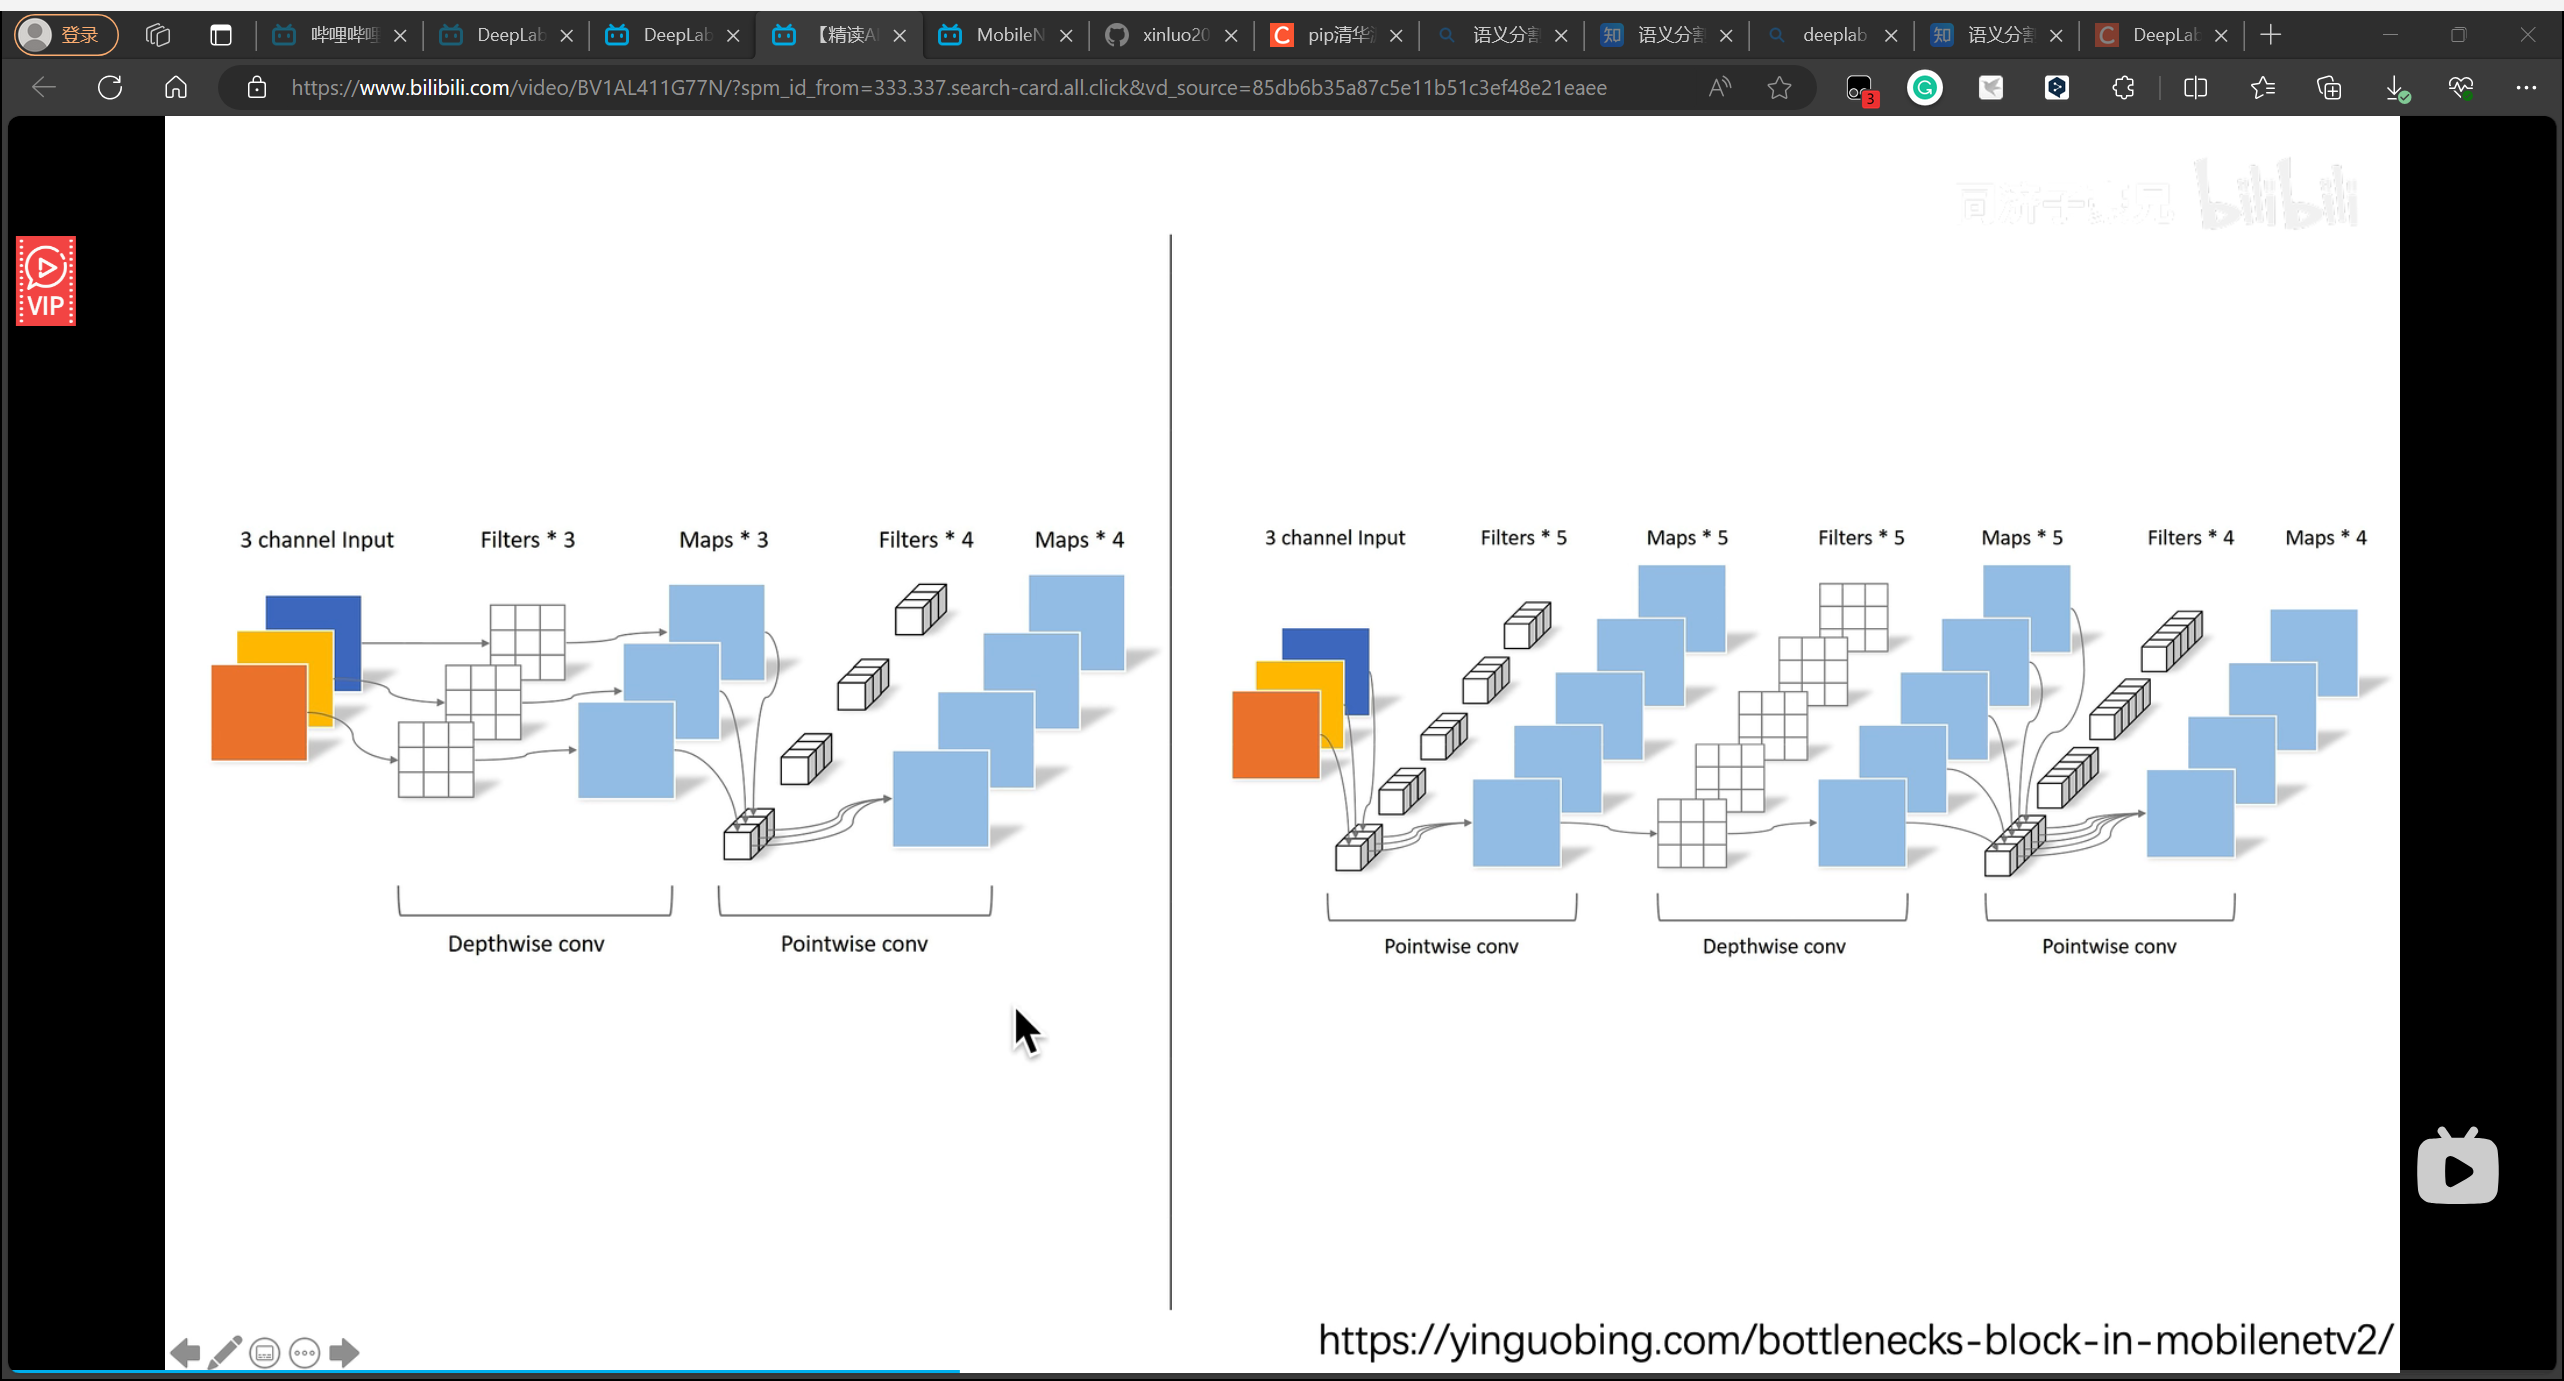 登录
哔哩哔哩
DeepLab
DeepLab
【精读A
MobileN
xinluo20
pip清华
语义分割
语义分割
deeplab
语义分割
DeepLab
https://www.bilibili.com/video/BV1AL411G77N/?spm_id_from=333.337.search-card.all.click&vd_source=85db6b35a87c5e11b51c3ef48e21eaee
3
bilibili
VIP
3 channel Input Filters * 3 Maps * 3 Filters * 4 Maps * 4
Depthwise conv Pointwise conv
3 channel Input Filters * 5 Maps * 5 Filters * 5 Maps * 5 Filters * 4 Maps * 4
Pointwise conv Depthwise conv Pointwise conv
https://yinguobing.com/bottlenecks-block-in-mobilenetv2/